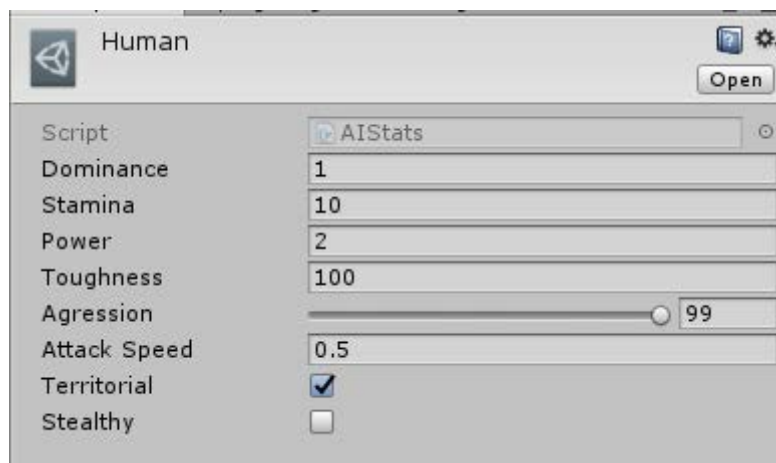 Human
Open
Script AIStats
Dominance 1
Stamina 10
Power 2
Toughness 100
Agression 99
Attack Speed 0.5
Territorial
Stealthy